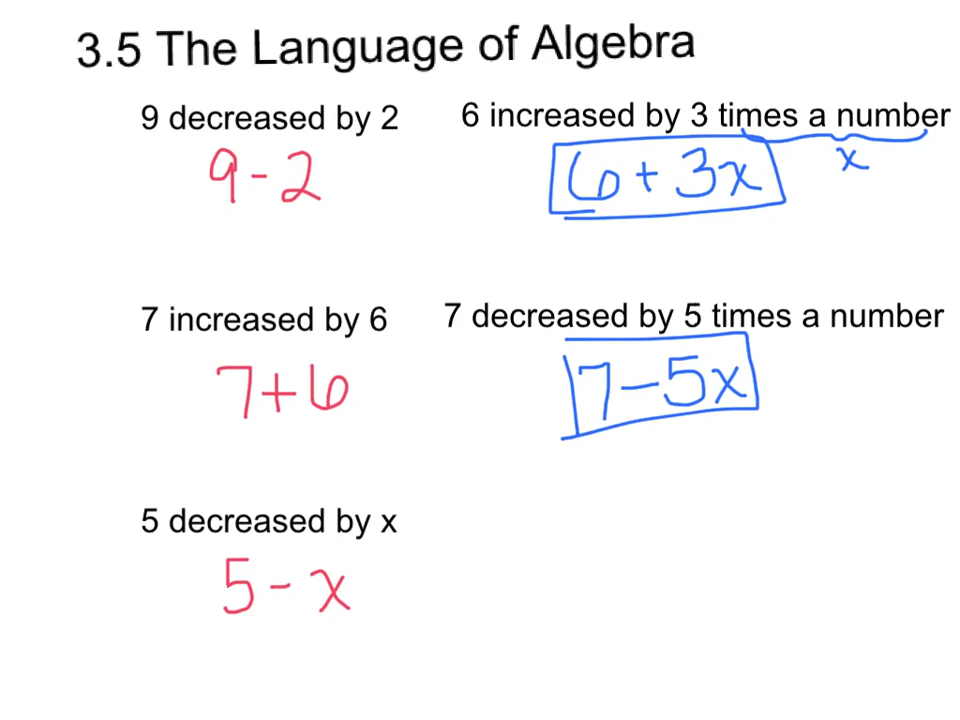 3.5 The Language of Algebra
9 decreased by 2
9 - 2
6 increased by 3 times a number
x
6 + 3x
7 increased by 6
7 + 6
7 decreased by 5 times a number
7 - 5x
5 decreased by x
5 - x